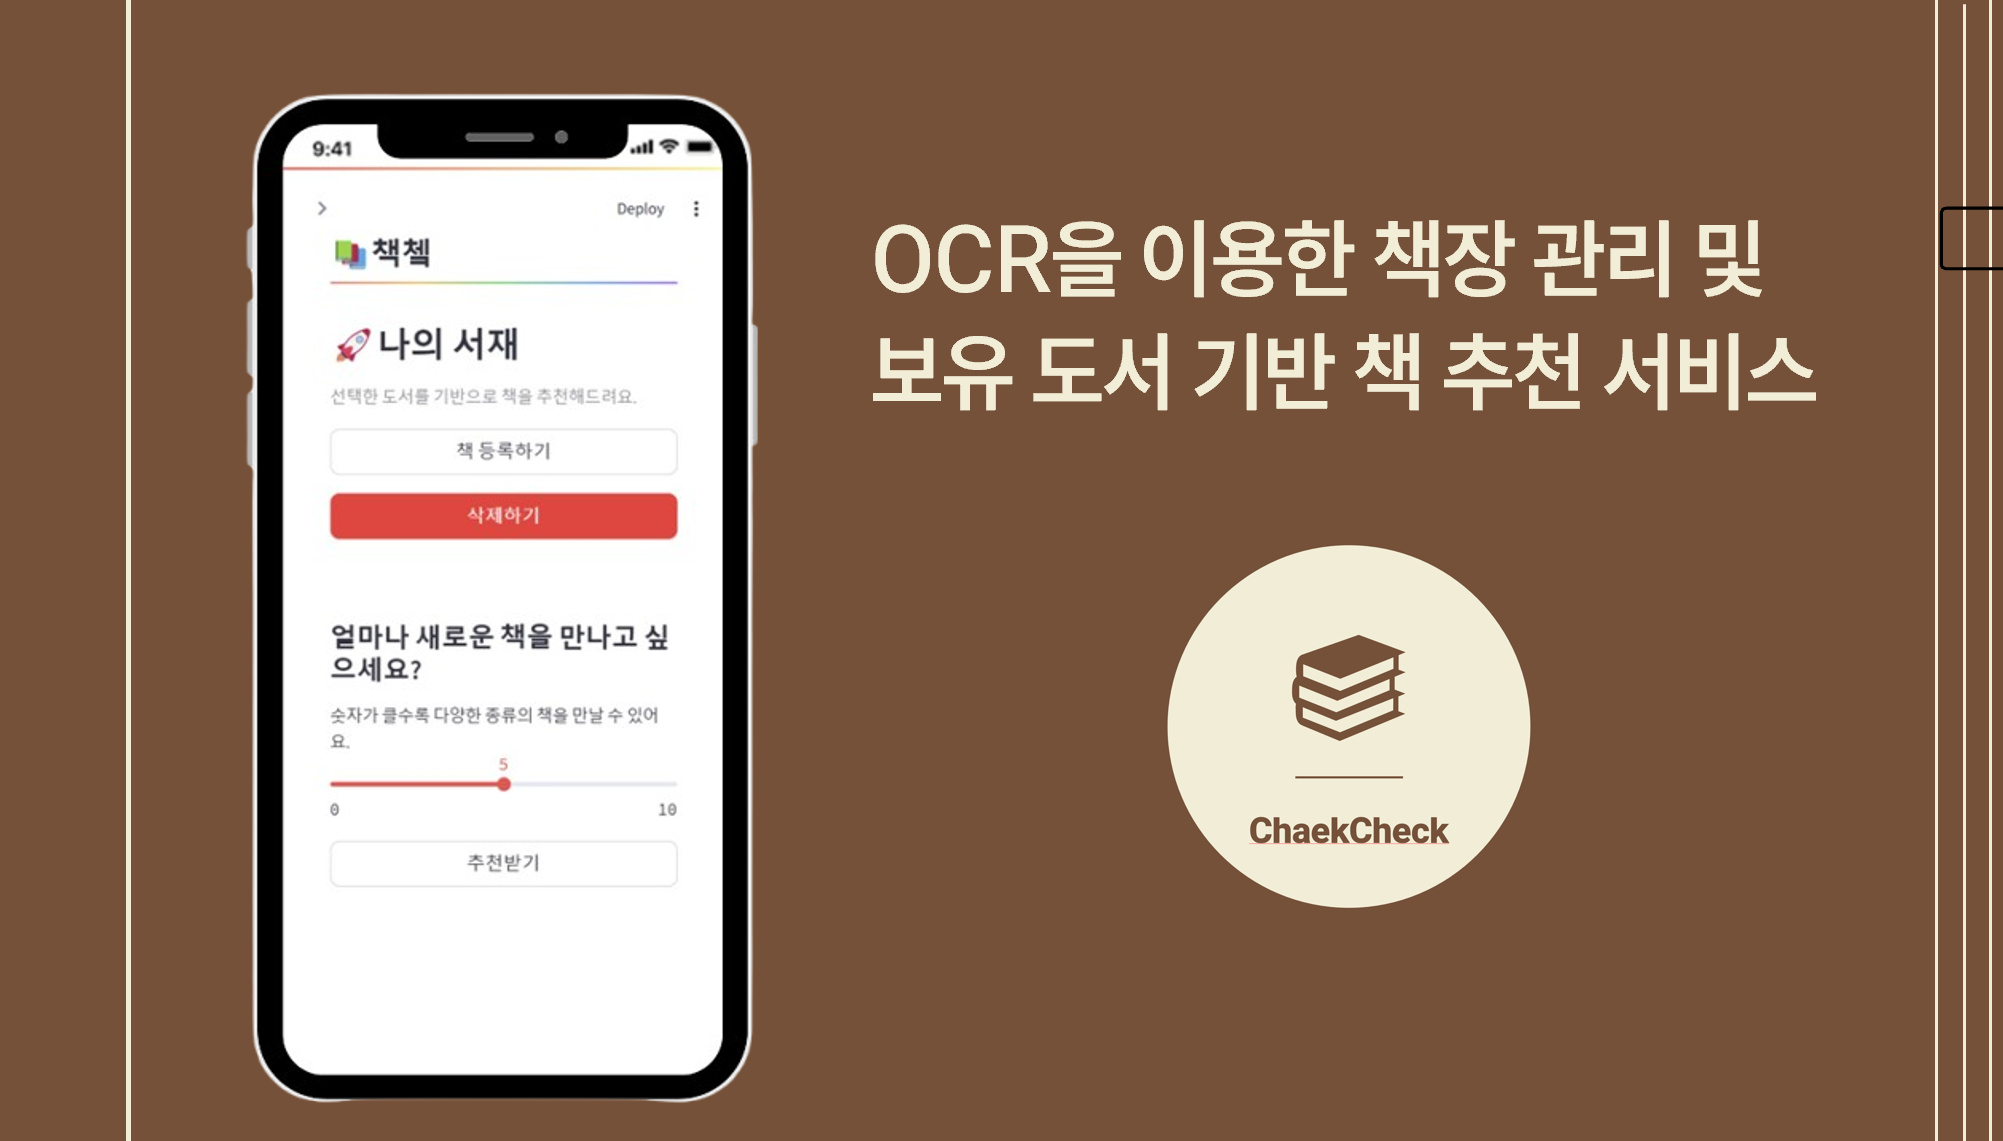 9:41
Deploy
책첵
나의 서재
선택한 도서를 기반으로 책을 추천해드려요.
책 등록하기
삭제하기
얼마나 새로운 책을 만나고 싶
으세요?
숫자가 클수록 다양한 종류의 책을 만날 수 있어
요.
5
0 10
추천받기
OCR을 이용한 책장 관리 및
보유 도서 기반 책 추천 서비스
ChaekCheck